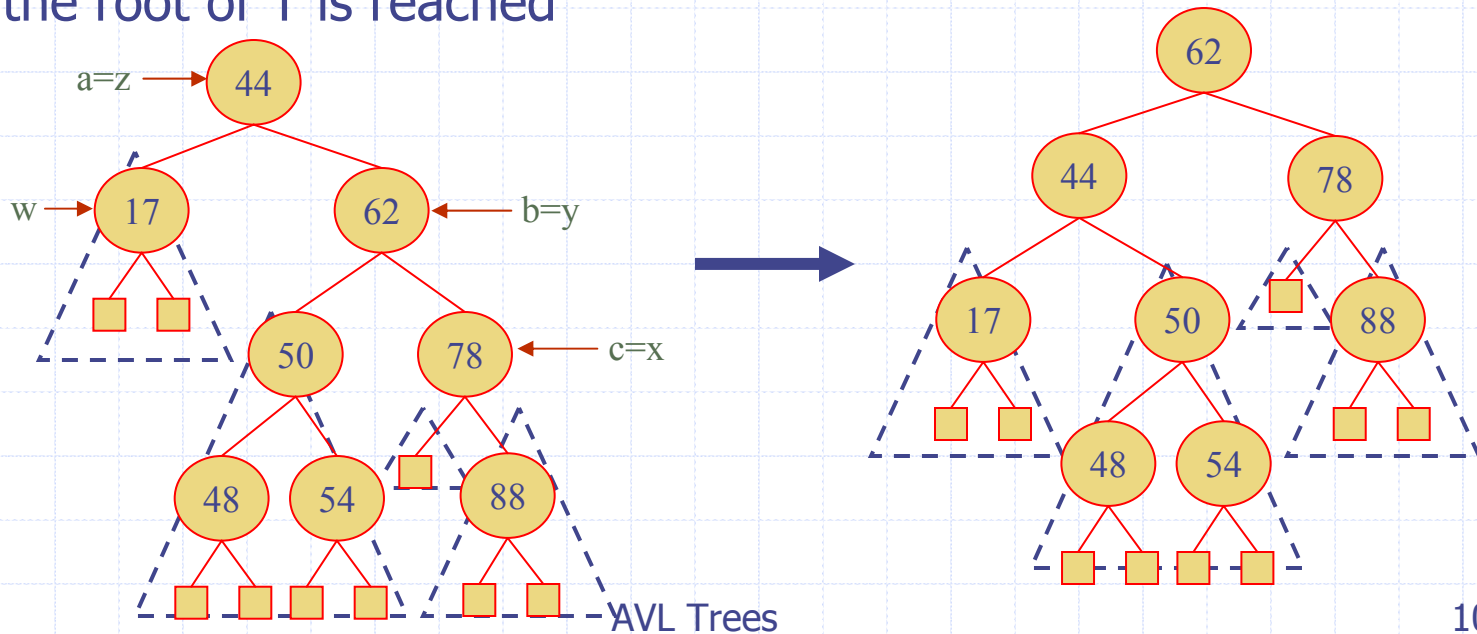 the root of T is reached
a=z 44
w 17 62 b=y
50 78 c=x
48 54 88
62
44 78
17 50 88
48 54
AVL Trees 10